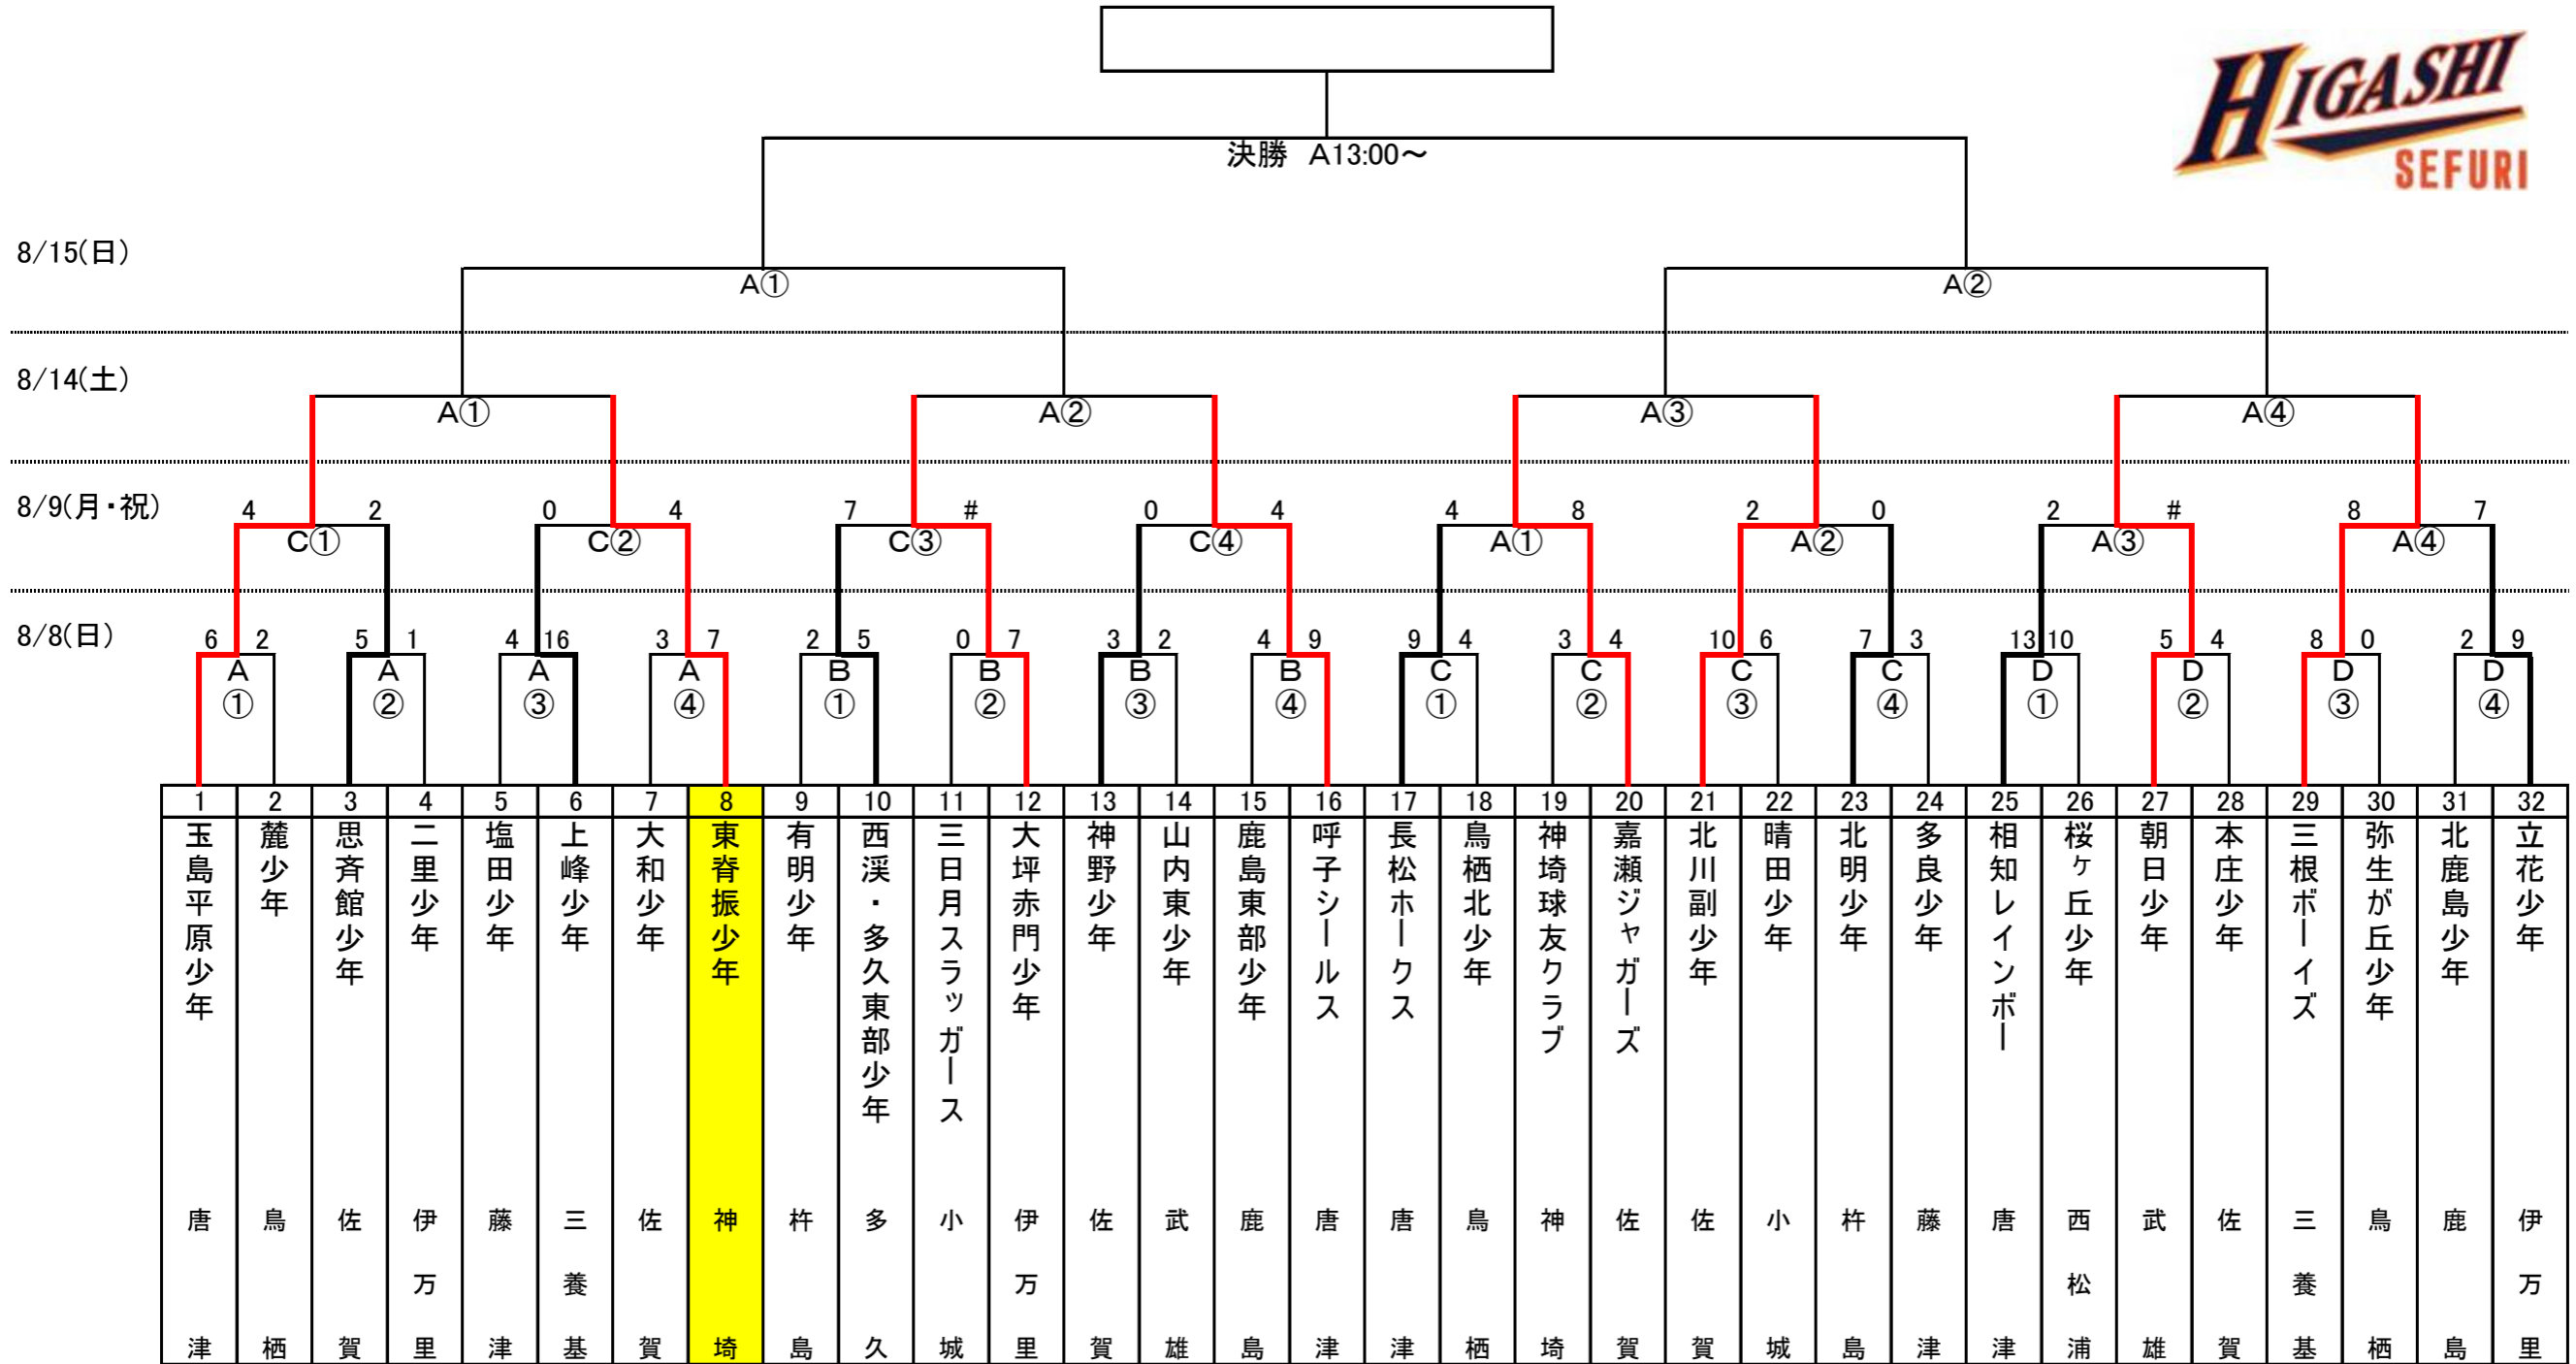 HIGASHI
SEFURI
決勝 A13:00～
8/15(日)
A① A②
8/14(土)
A① A② A③ A④
8/9(月・祝)
4 2 0 4 7 # 0 4 4 8 2 0 2 # 8 7
C① C② C③ C④ A① A② A③ A④
8/8(日)
6 2 5 1 4 16 3 7 2 5 0 7 3 2 4 9 9 4 3 4 10 6 7 3 13 10 5 4 8 0 2 9
A A A A B B B B C C C C D D D D
① ② ③ ④ ① ② ③ ④ ① ② ③ ④ ① ② ③ ④
1 2 3 4 5 6 7 8 9 10 11 12 13 14 15 16 17 18 19 20 21 22 23 24 25 26 27 28 29 30 31 32
玉島平原少年
麓少年
思斉館少年
二里少年
塩田少年
上峰少年
大和少年
東脊振少年
有明少年
西渓・多久東部少年
三日月スラッガース
大坪赤門少年
神野少年
山内東少年
鹿島東部少年
呼子シールス
長松ホークス
鳥栖北少年
神埼球友クラブ
嘉瀬ジャガーズ
北川副少年
晴田少年
北明少年
多良少年
相知レインボー
桜ヶ丘少年
朝日少年
本庄少年
三根ボーイズ
弥生が丘少年
北鹿島少年
立花少年
唐津
鳥栖
佐賀
伊万里
藤津
三養基
佐賀
神埼
杵島
多久
小城
伊万里
佐賀
武雄
鹿島
唐津
唐津
鳥栖
神埼
佐賀
佐賀
小城
杵島
藤津
唐津
西松浦
武雄
佐賀
三養基
鳥栖
鹿島
伊万里